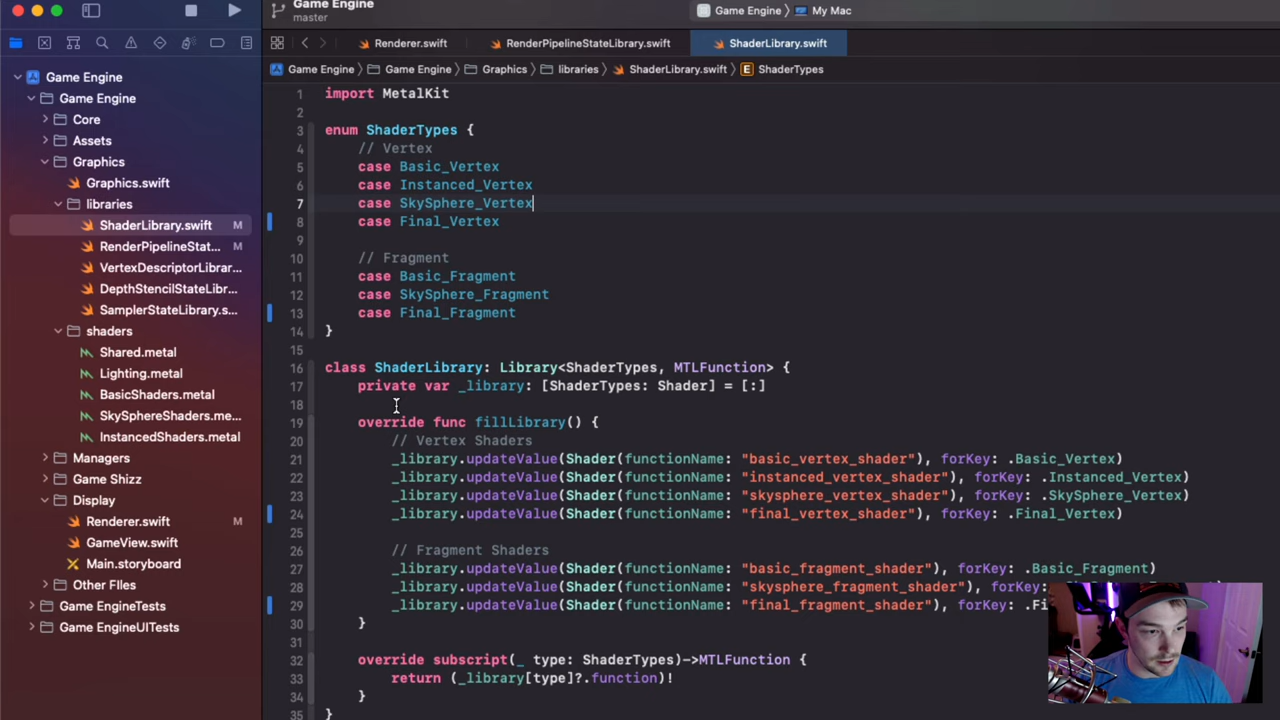 Game Engine
master
Game Engine
My Mac
Renderer.swift
RenderPipelineStateLibrary.swift
ShaderLibrary.swift
Game Engine
Game Engine
Graphics
libraries
ShaderLibrary.swift
E
ShaderTypes
Game Engine
Game Engine
Core
Assets
Graphics
Graphics.swift
libraries
ShaderLibrary.swift M
RenderPipelineStat... M
VertexDescriptorLibrar...
DepthStencilStateLibr...
SamplerStateLibrary.s...
shaders
Shared.metal
Lighting.metal
BasicShaders.metal
SkySphereShaders.me...
InstancedShaders.metal
Managers
Game Shizz
Display
Renderer.swift M
GameView.swift
Main.storyboard
Other FIles
Game EngineTests
Game EngineUITests
1 import MetalKit
2
3 enum ShaderTypes {
4 // Vertex
5 case Basic_Vertex
6 case Instanced_Vertex
7 case SkySphere_Vertex
8 case Final_Vertex
9
10 // Fragment
11 case Basic_Fragment
12 case SkySphere_Fragment
13 case Final_Fragment
14 }
15
16 class ShaderLibrary: Library<ShaderTypes, MTLFunction> {
17 private var _library: [ShaderTypes: Shader] = [:]
18
19 override func fillLibrary() {
20 // Vertex Shaders
21 _library.updateValue(Shader(functionName: "basic_vertex_shader"), forKey: .Basic_Vertex)
22 _library.updateValue(Shader(functionName: "instanced_vertex_shader"), forKey: .Instanced_Vertex)
23 _library.updateValue(Shader(functionName: "skysphere_vertex_shader"), forKey: .SkySphere_Vertex)
24 _library.updateValue(Shader(functionName: "final_vertex_shader"), forKey: .Final_Vertex)
25
26 // Fragment Shaders
27 _library.updateValue(Shader(functionName: "basic_fragment_shader"), forKey: .Basic_Fragment)
28 _library.updateValue(Shader(functionName: "skysphere_fragment_shader"), forKey:
29 _library.updateValue(Shader(functionName: "final_fragment_shader"), forKey: .Fi
30 }
31
32 override subscript(_ type: ShaderTypes)->MTLFunction {
33 return (_library[type]?.function)!
34 }
35 }